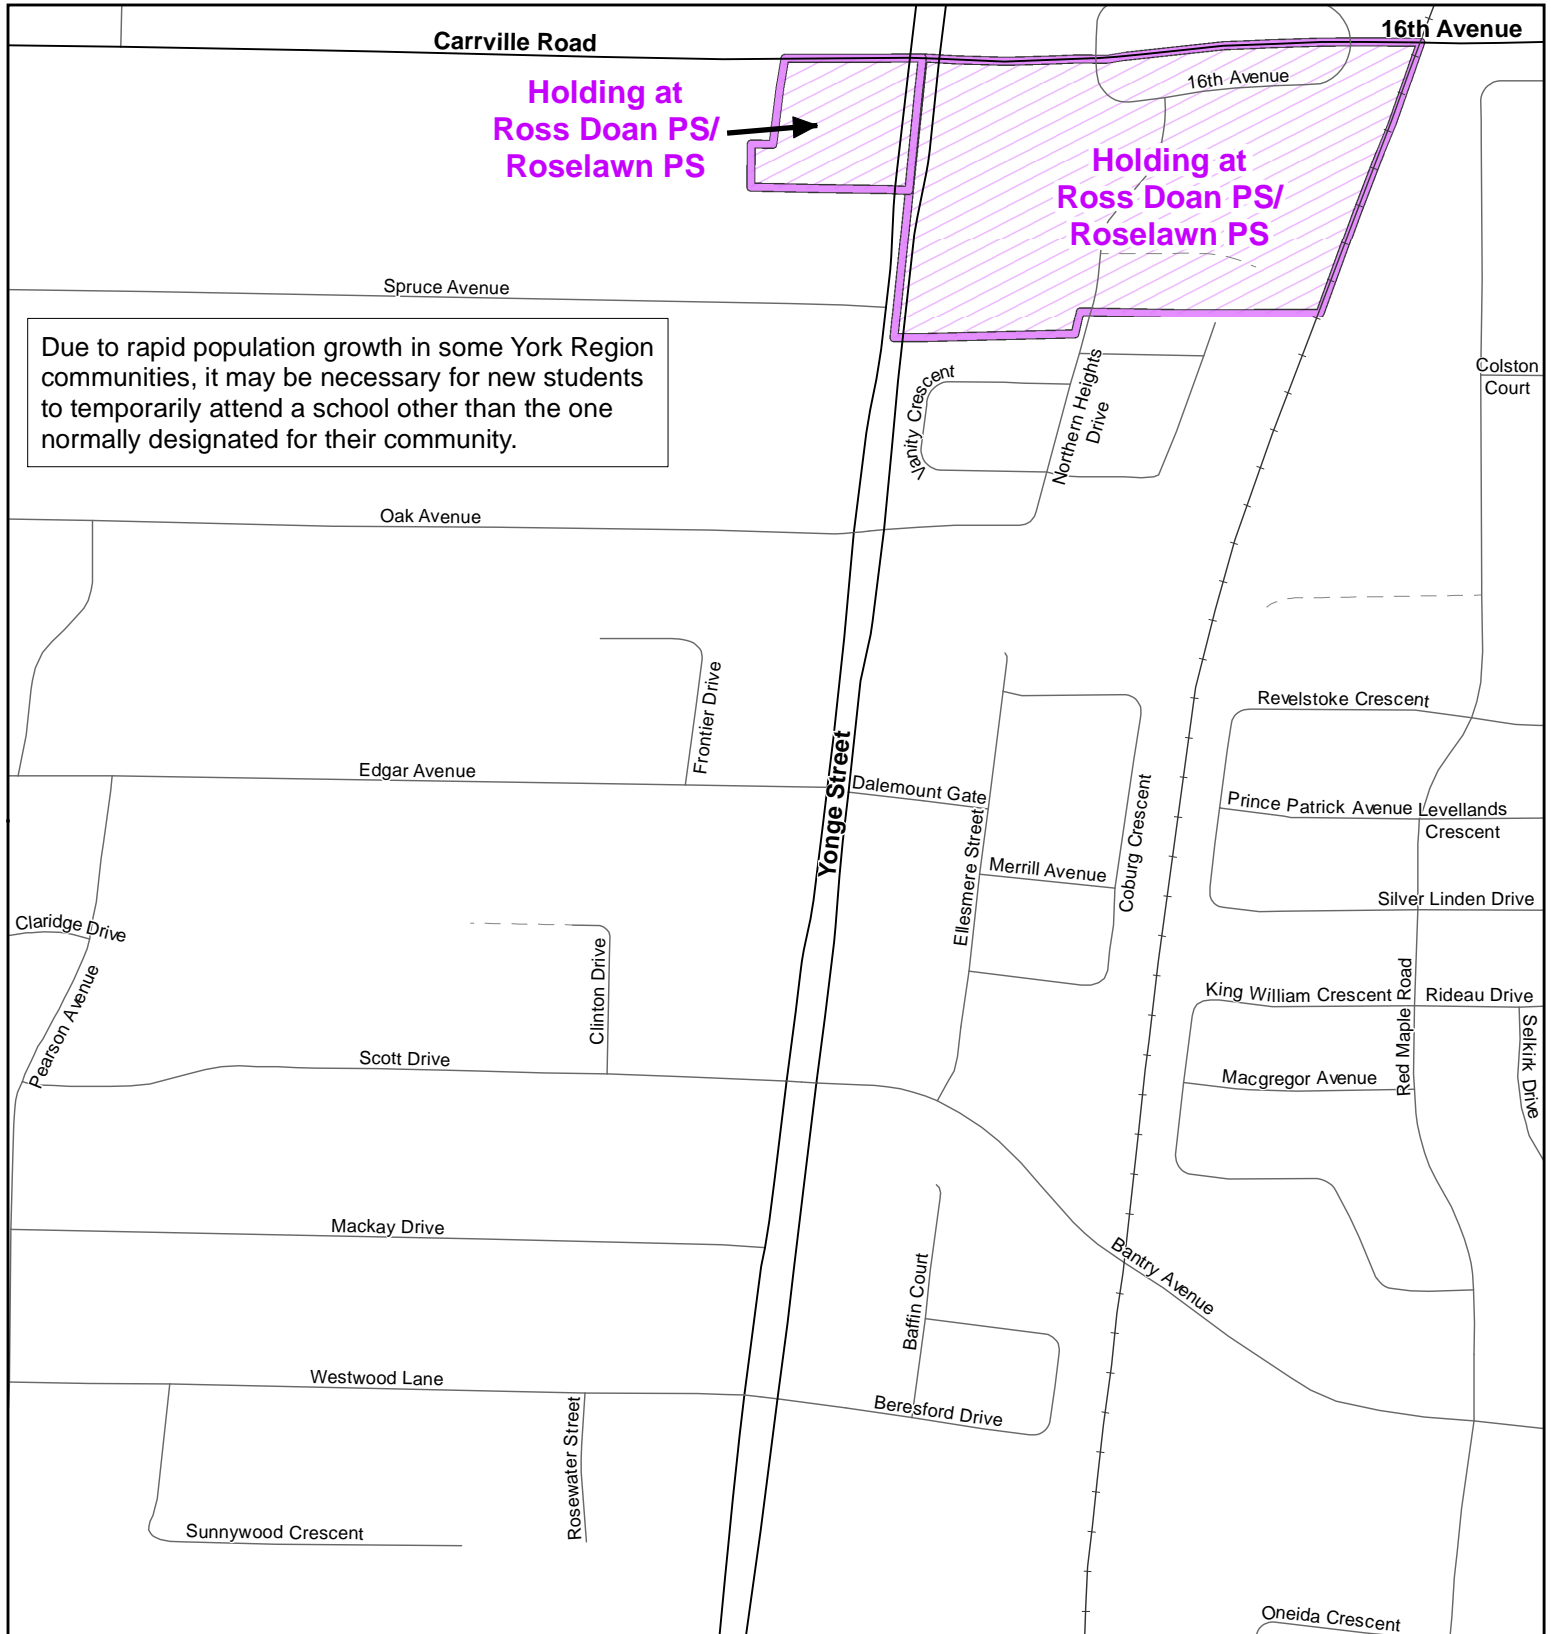 Carrville Road
16th Avenue
Holding at
Ross Doan PS/
Roselawn PS
16th Avenue
Holding at
Ross Doan PS/
Roselawn PS
Spruce Avenue
Due to rapid population growth in some York Region
communities, it may be necessary for new students
to temporarily attend a school other than the one
normally designated for their community.
Vanity Crescent
Northern Heights
Drive
Colston
Court
Oak Avenue
Frontier Drive
Revelstoke Crescent
Edgar Avenue
Yonge Street
Dalemount Gate
Ellesmere Street
Coburg Crescent
Prince Patrick Avenue
Levellands
Crescent
Merrill Avenue
Silver Linden Drive
Claridge Drive
Pearson Avenue
Clinton Drive
King William Crescent
Red Maple Road
Rideau Drive
Selkirk Drive
Scott Drive
Macgregor Avenue
Mackay Drive
Bantry Avenue
Baffin Court
Westwood Lane
Beresford Drive
Rosewater Street
Sunnywood Crescent
Oneida Crescent